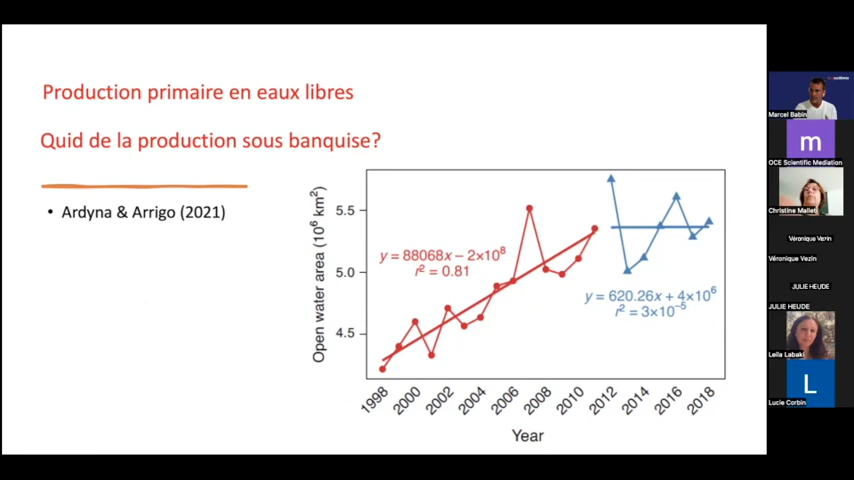 Production primaire en eaux libres
Quid de la production sous banquise?
• Ardyna & Arrigo (2021)
Open water area (10⁶ km²)
5.5
5.0
4.5
y = 88068x − 2×10⁸
r² = 0.81
y = 620.26x + 4×10⁶
r² = 3×10⁻⁵
1998
2000
2002
2004
2006
2008
2010
2012
2014
2016
2018
Year
Marcel Babin
m
OCE Scientific Mediation
Christine Mallet
Véronique Vezin
Véronique Vezin
JULIE HEUDE
JULIE HEUDE
Leïla Labaki
L
Lucie Corbin